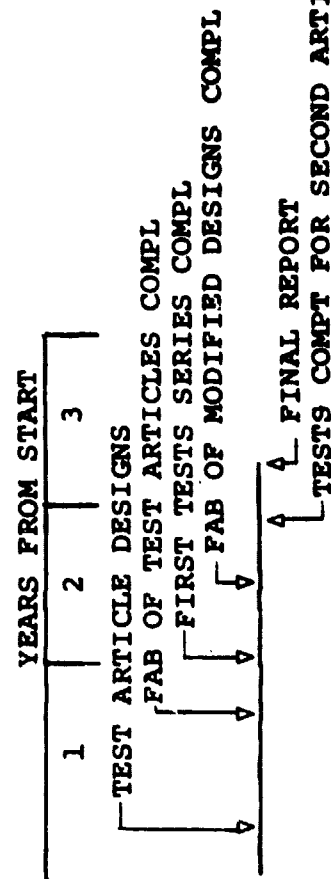 YEARS FROM START
1 2 3
TEST ARTICLE DESIGNS
FAB OF TEST ARTICLES COMPL
FIRST TESTS SERIES COMPL
FAB OF MODIFIED DESIGNS COMPL
FINAL REPORT
TESTS COMPT FOR SECOND